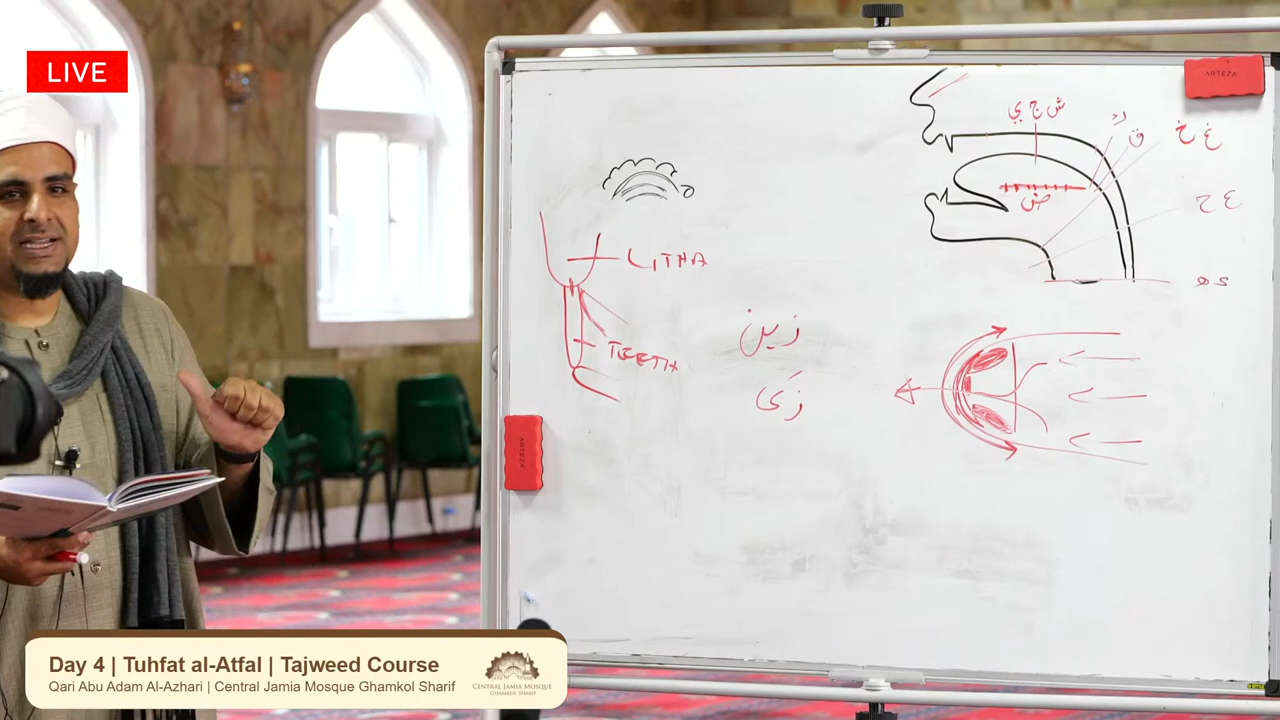 LIVE
ARTEZA
ش ج ي
ك
ق
غ خ
ض
ع ح
ء ه
LITHA
زين
TEETH
زَى
ARTEZA
Day 4 | Tuhfat al-Atfal | Tajweed Course
Qari Abu Adam Al-Azhari | Central Jamia Mosque Ghamkol Sharif
CENTRAL JAMIA MOSQUE
GHAMKOL SHARIF